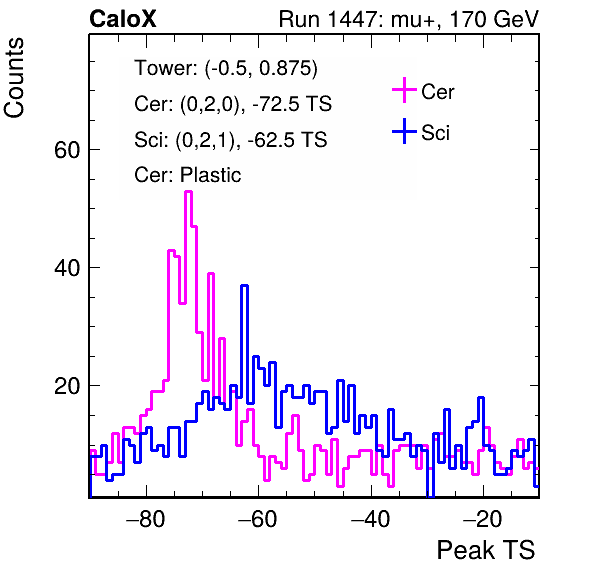 CaloX Run 1447: mu+, 170 GeV
Counts
Tower: (-0.5, 0.875)
Cer: (0,2,0), -72.5 TS
Sci: (0,2,1), -62.5 TS
Cer: Plastic
Cer
Sci
60
40
20
−80 −60 −40 −20
Peak TS